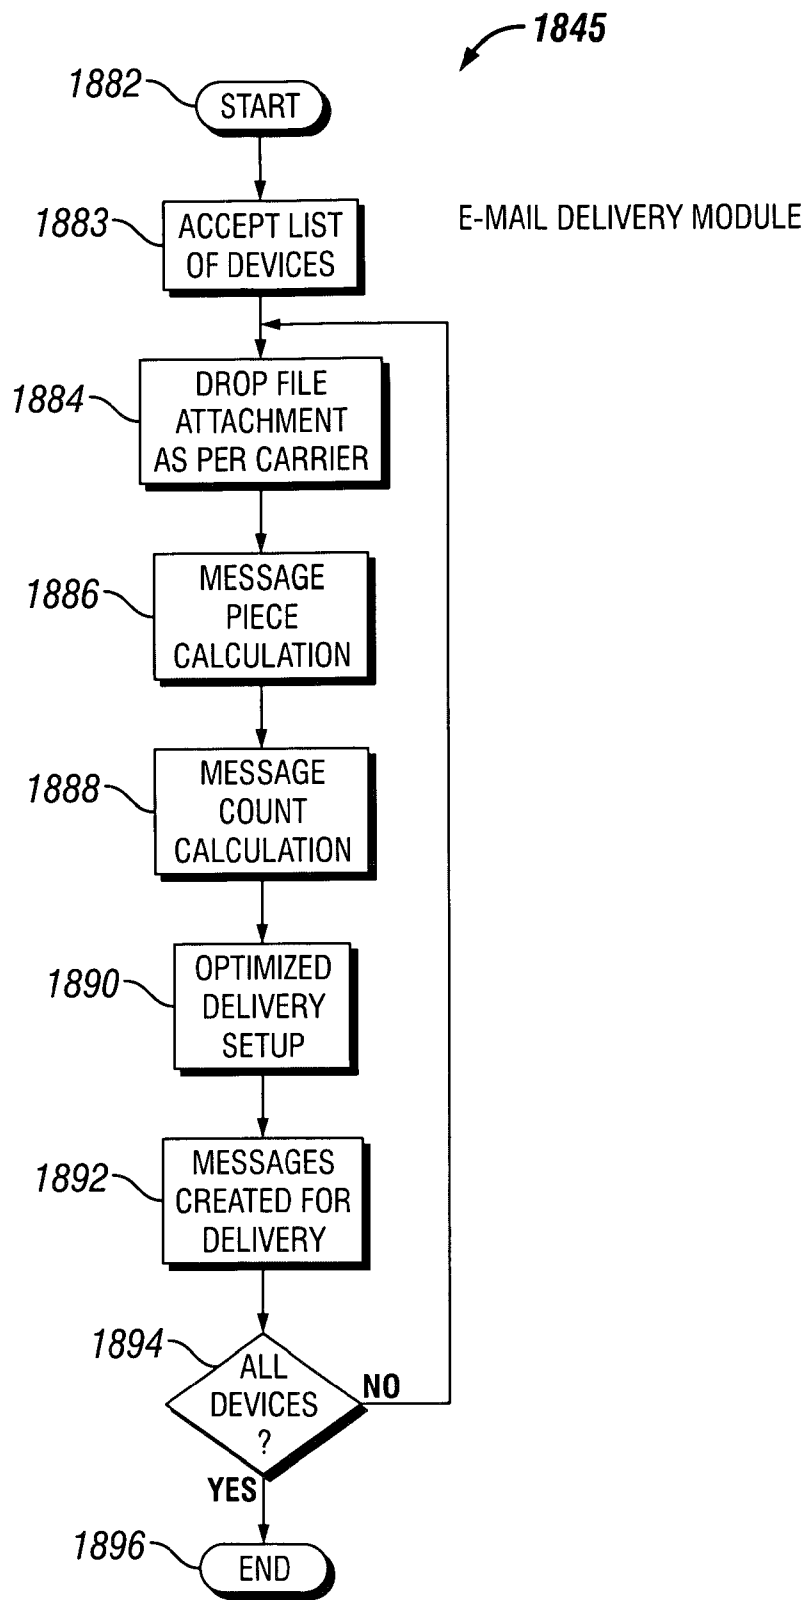 1845
1882
START
1883
ACCEPT LIST
OF DEVICES
E-MAIL DELIVERY MODULE
1884
DROP FILE
ATTACHMENT
AS PER CARRIER
1886
MESSAGE
PIECE
CALCULATION
1888
MESSAGE
COUNT
CALCULATION
1890
OPTIMIZED
DELIVERY
SETUP
1892
MESSAGES
CREATED FOR
DELIVERY
1894
ALL
DEVICES
?
NO
YES
1896
END